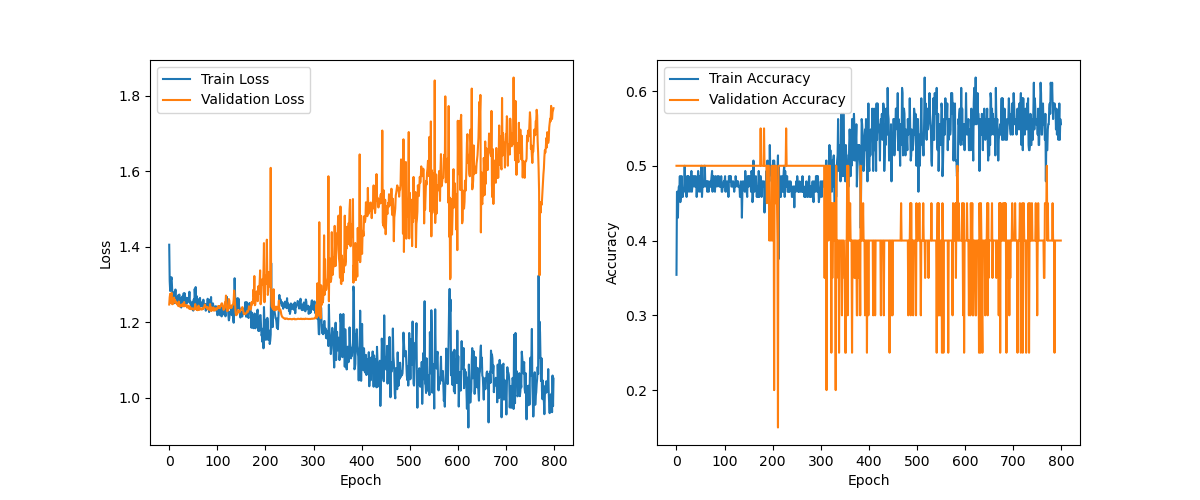 Train Loss
Validation Loss
Loss
1.8
1.6
1.4
1.2
1.0
0 100 200 300 400 500 600 700 800
Epoch
Train Accuracy
Validation Accuracy
Accuracy
0.6
0.5
0.4
0.3
0.2
0 100 200 300 400 500 600 700 800
Epoch